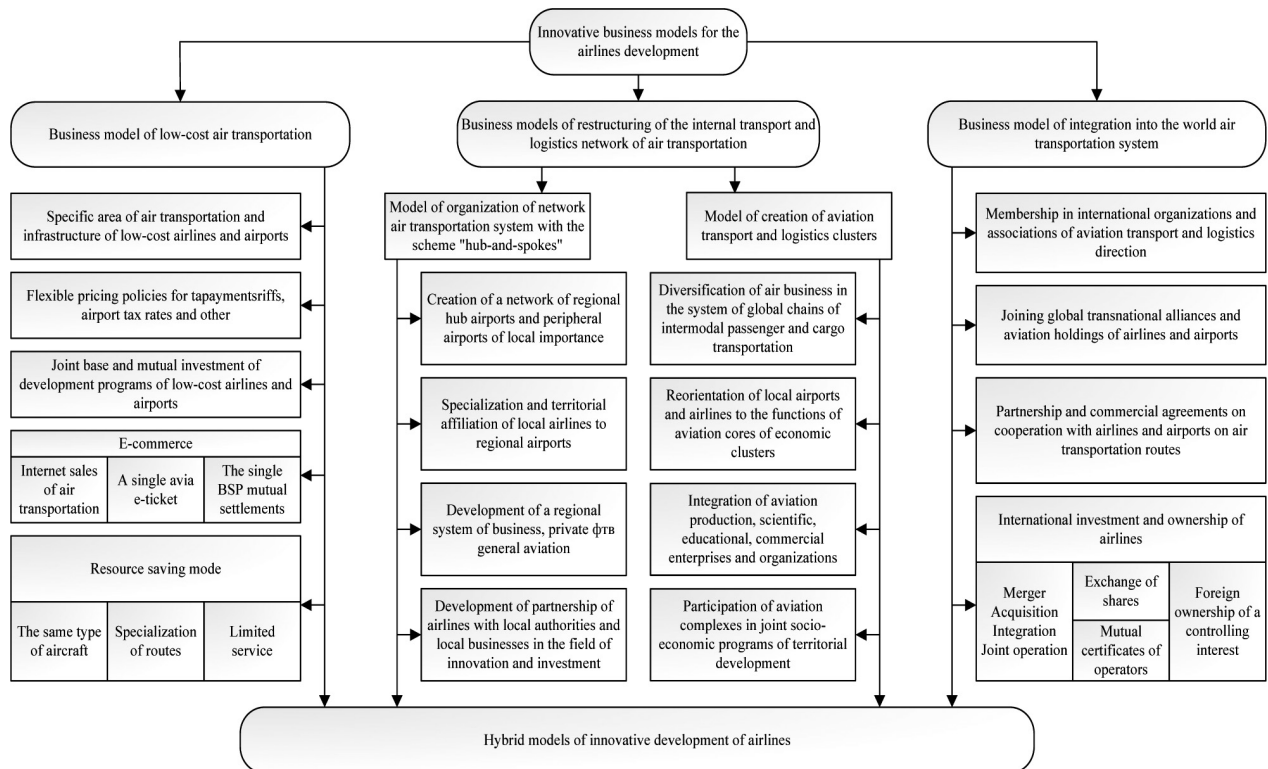 Innovative business models for the
airlines development
Business model of low-cost air transportation
Business models of restructuring of the internal transport and
logistics network of air transportation
Business model of integration into the world air
transportation system
Specific area of air transportation and
infrastructure of low-cost airlines and airports
Flexible pricing policies for tapaymentsriffs,
airport tax rates and other
Joint base and mutual investment of
development programs of low-cost airlines and
airports
E-commerce
Internet sales
of air
transportation
A single avia
e-ticket
The single
BSP mutual
settlements
Resource saving mode
The same type
of aircraft
Specialization
of routes
Limited
service
Model of organization of network
air transportation system with the
scheme "hub-and-spokes"
Creation of a network of regional
hub airports and peripheral
airports of local importance
Specialization and territorial
affiliation of local airlines to
regional airports
Development of a regional
system of business, private фтв
general aviation
Development of partnership of
airlines with local authorities and
local businesses in the field of
innovation and investment
Model of creation of aviation
transport and logistics clusters
Diversification of air business in
the system of global chains of
intermodal passenger and cargo
transportation
Reorientation of local airports
and airlines to the functions of
aviation cores of economic
clusters
Integration of aviation
production, scientific,
educational, commercial
enterprises and organizations
Participation of aviation
complexes in joint socio-
economic programs of territorial
development
Membership in international organizations and
associations of aviation transport and logistics
direction
Joining global transnational alliances and
aviation holdings of airlines and airports
Partnership and commercial agreements on
cooperation with airlines and airports on air
transportation routes
International investment and ownership of
airlines
Merger
Acquisition
Integration
Joint operation
Exchange of
shares
Mutual
certificates of
operators
Foreign
ownership of a
controlling
interest
Hybrid models of innovative development of airlines